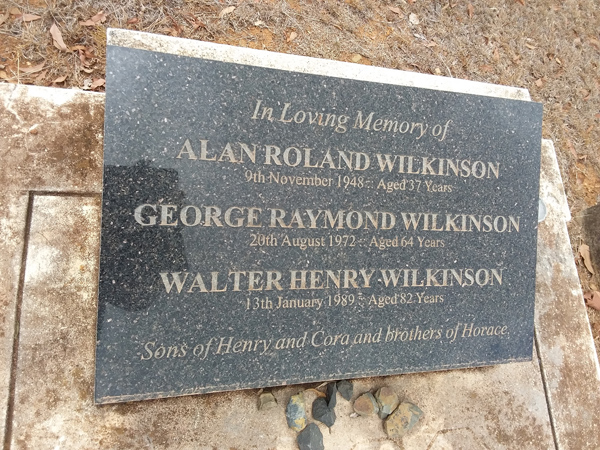 In Loving Memory of
ALAN ROLAND WILKINSON
9th November 1948 :: Aged 37 Years
GEORGE RAYMOND WILKINSON
20th August 1972 :: Aged 64 Years
WALTER HENRY WILKINSON
13th January 1989 :: Aged 82 Years
Sons of Henry and Cora and brothers of Horace.